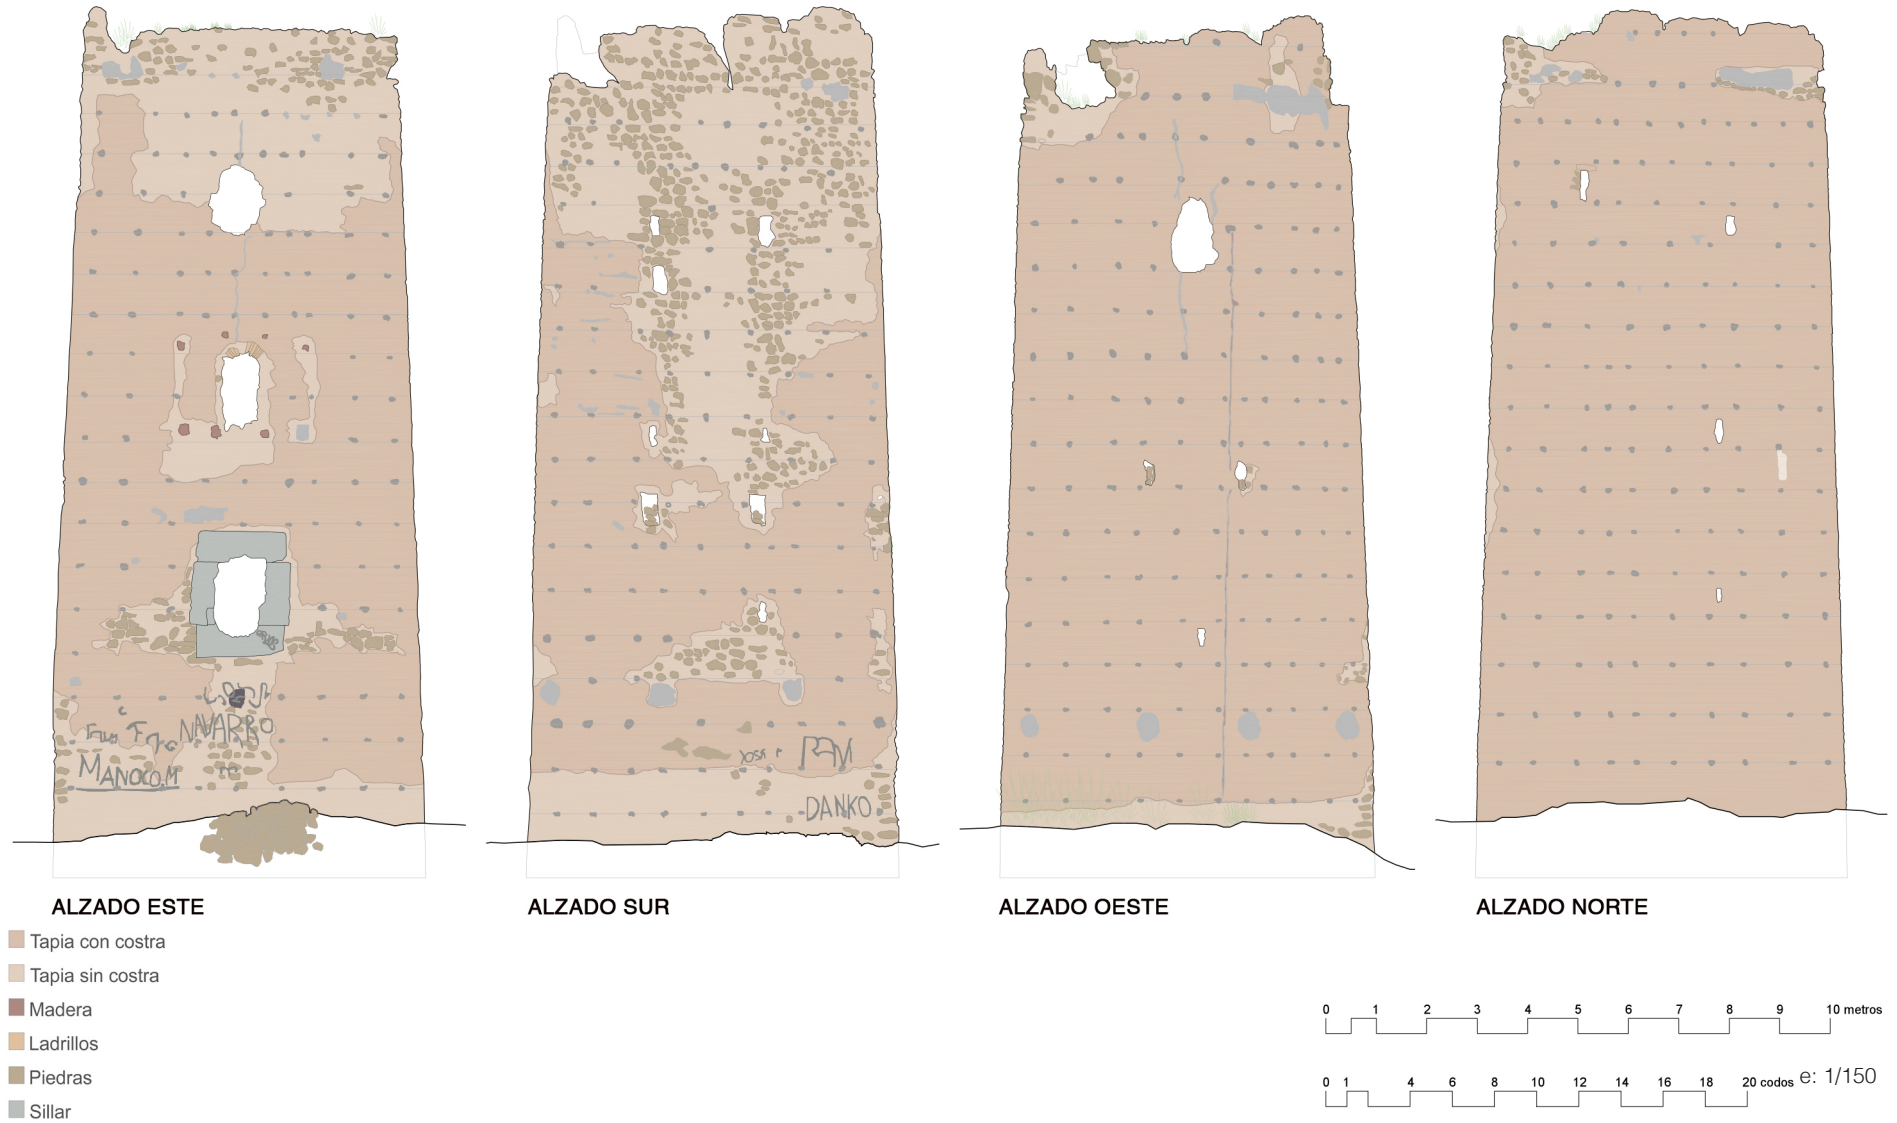 NAVARRO
MANOLO.M
DANKO
ALZADO ESTE
ALZADO SUR
ALZADO OESTE
ALZADO NORTE
Tapia con costra
Tapia sin costra
Madera
Ladrillos
Piedras
Sillar
0 1 2 3 4 5 6 7 8 9 10 metros
0 1 4 6 8 10 12 14 16 18 20 codos
e: 1/150